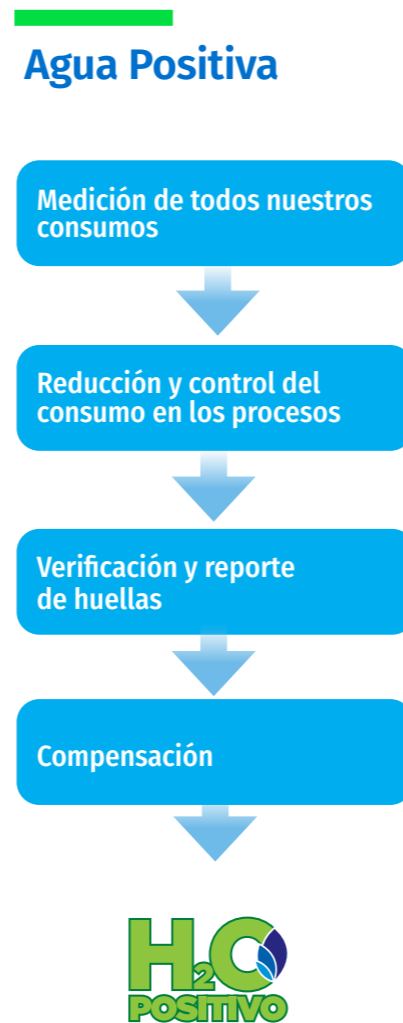 Agua Positiva
Medición de todos nuestros
consumos
Reducción y control del
consumo en los procesos
Verificación y reporte
de huellas
Compensación
H2O
POSITIVO